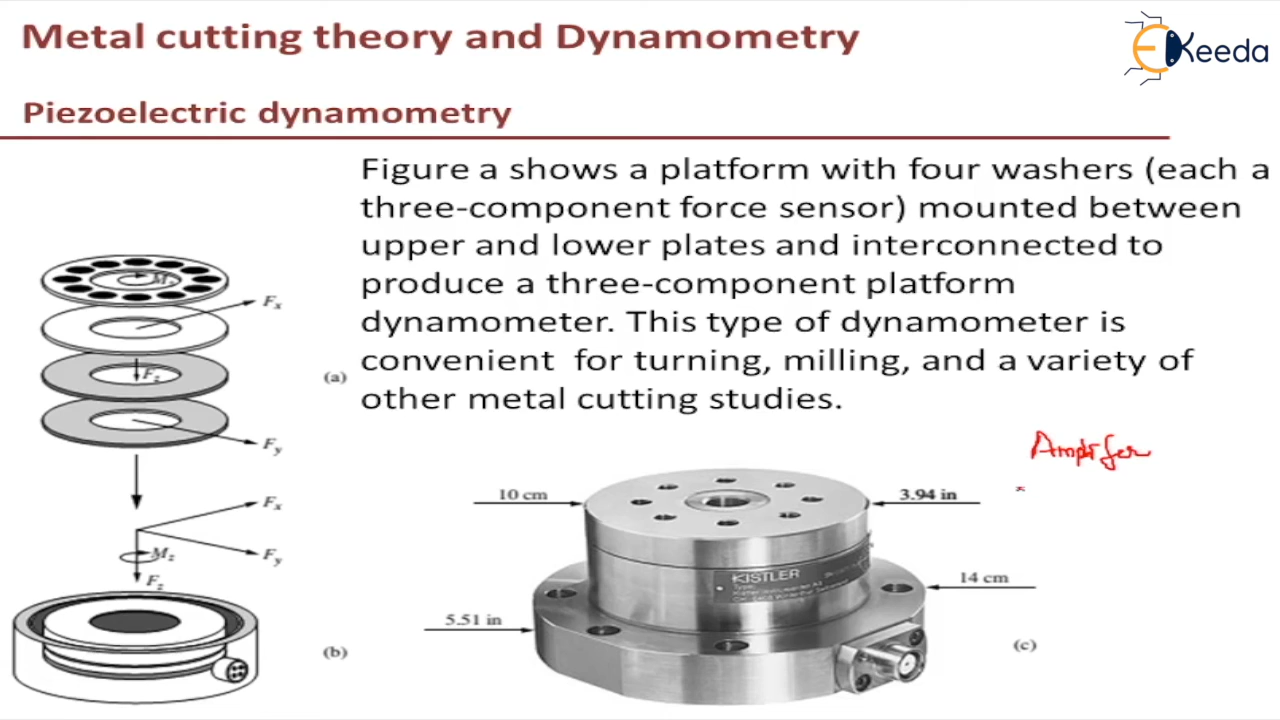 Metal cutting theory and Dynamometry
EKeeda
Piezoelectric dynamometry
Figure a shows a platform with four washers (each a
three-component force sensor) mounted between
upper and lower plates and interconnected to
produce a three-component platform
dynamometer. This type of dynamometer is
convenient for turning, milling, and a variety of
other metal cutting studies.
Fx
Fz
(a)
Fy
Fx
Mz
Fy
Fz
(b)
10 cm
3.94 in
KISTLER
14 cm
5.51 in
(c)